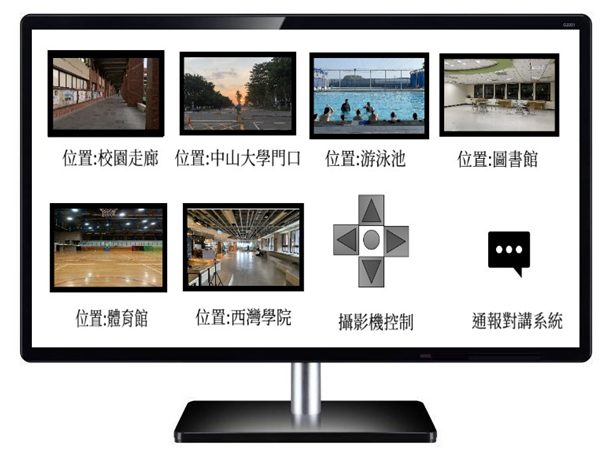 位置:校園走廊
位置:中山大學門口
位置:游泳池
位置:圖書館
位置:體育館
位置:西灣學院
攝影機控制
通報對講系統